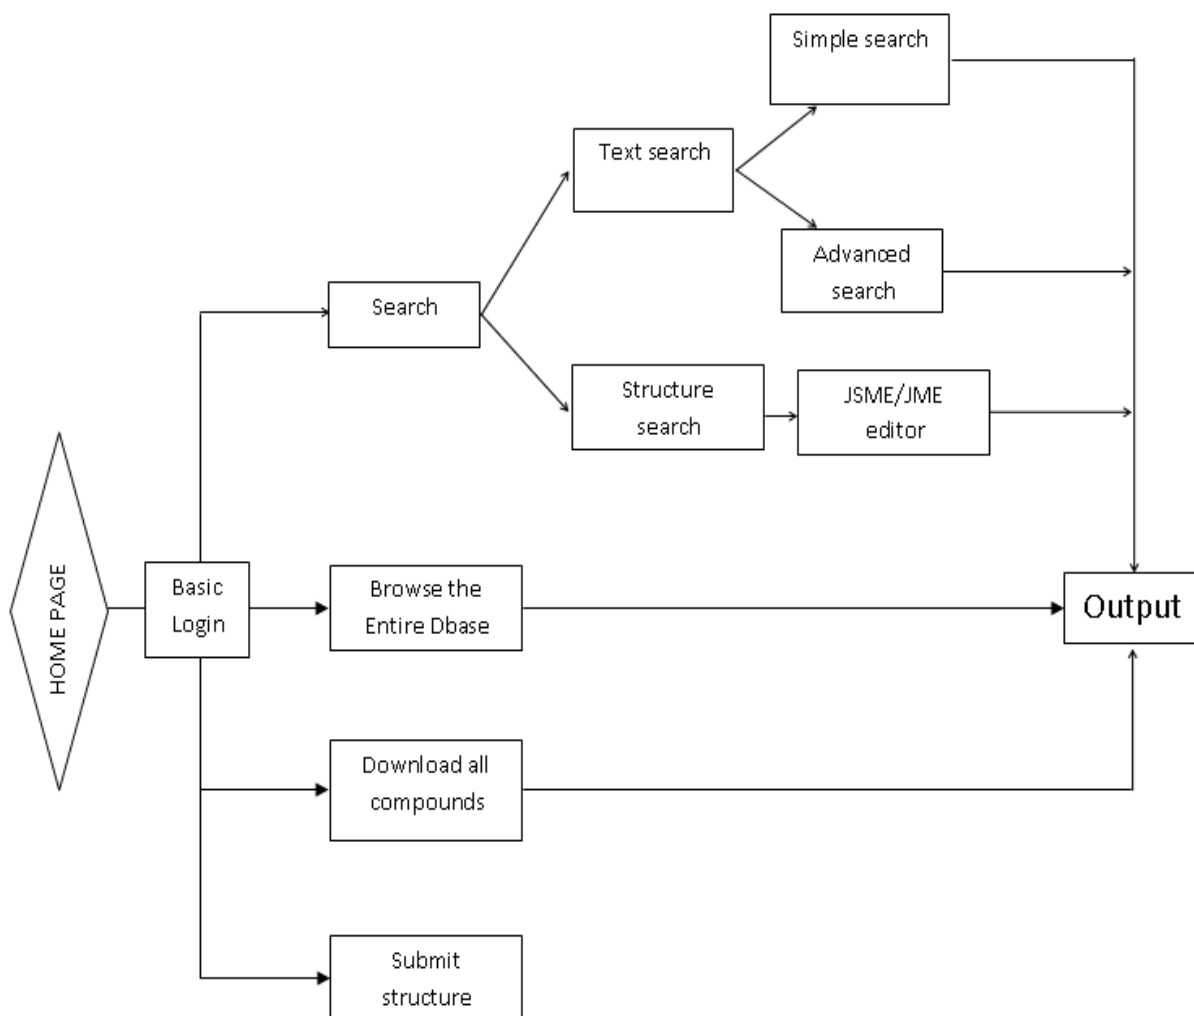 Simple search
Text search
Advanced
search
Search
Structure
search
JSME/JME
editor
HOME PAGE
Basic
Login
Browse the
Entire Dbase
Output
Download all
compounds
Submit
structure